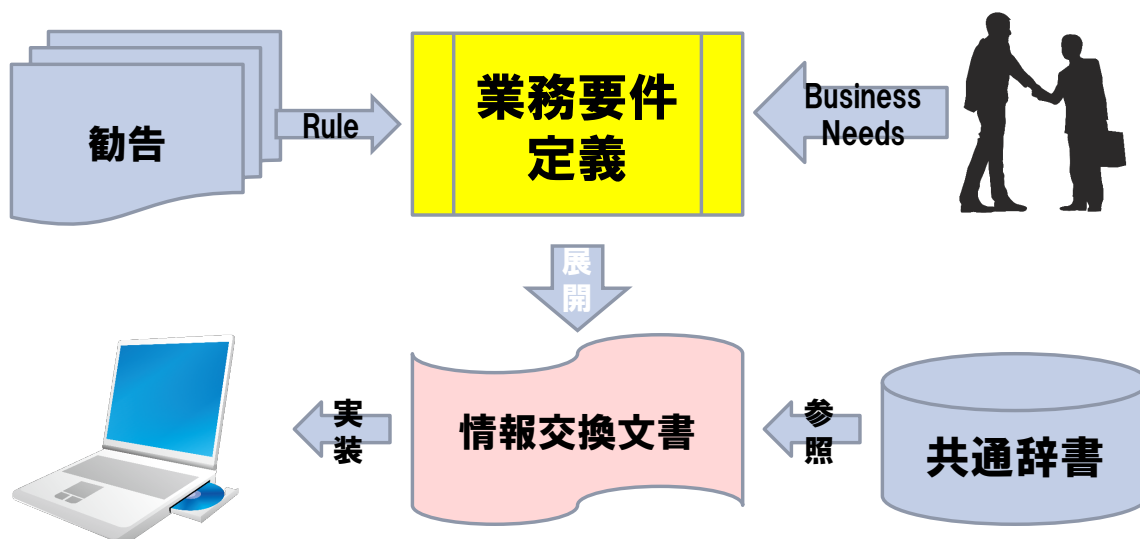 勧告
Rule
業務要件
定義
Business
Needs
展
開
実
装
情報交換文書
参
照
共通辞書